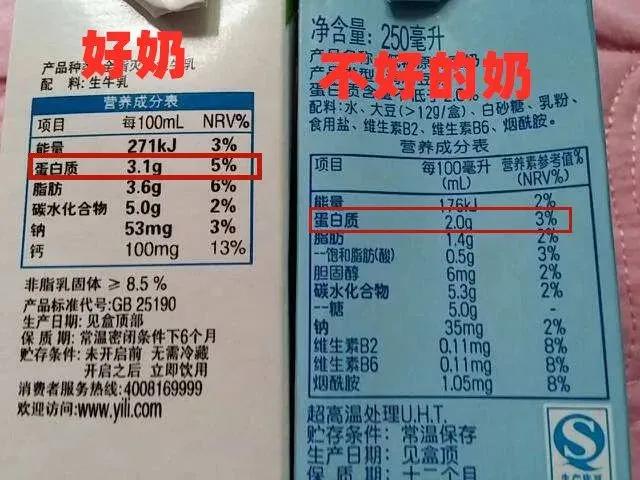 好奶
产品种
配 料: 生牛乳
营养成分表
项目 每100mL NRV%
能量 271kJ 3%
蛋白质 3.1g 5%
脂肪 3.6g 6%
碳水化合物 5.0g 2%
钠 53mg 3%
钙 100mg 13%
非脂乳固体 ≥ 8.5 %
产品标准代号:GB 25190
生产日期: 见盒顶部
保 质 期: 常温密闭条件下6个月
贮存条件: 未开启前 无需冷藏
开启之后 立即饮用
消费者服务热线:4008169999
欢迎访问:www.yili.com
净含量: 250毫升
不好的奶
蛋白质含
配料:水、大豆(>129/盒)、白砂糖、乳粉、
食用盐、维生素B2、维生素B6、烟酰胺。
营养成分表
项目 每100毫升 营养素参考值%
(mL) (NRV%)
能量 176kJ 2%
蛋白质 2.0g 3%
脂肪 1.4g 2%
--饱和脂肪(酸) 0.5g 3%
胆固醇 6mg 2%
碳水化合物 5.3g 2%
--糖 5.0g -
钠 35mg 2%
维生素B2 0.11mg 8%
维生素B6 0.11mg 8%
烟酰胺 1.05mg 8%
超高温处理U.H.T.
贮存条件: 常温保存
生产日期: 见盒顶
保 质 期: 十二个月